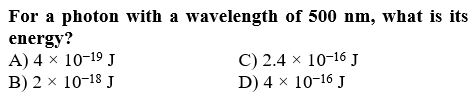 For a photon with a wavelength of 500 nm, what is its
energy?
A) 4 × 10⁻¹⁹ J
C) 2.4 × 10⁻¹⁶ J
B) 2 × 10⁻¹⁸ J
D) 4 × 10⁻¹⁶ J